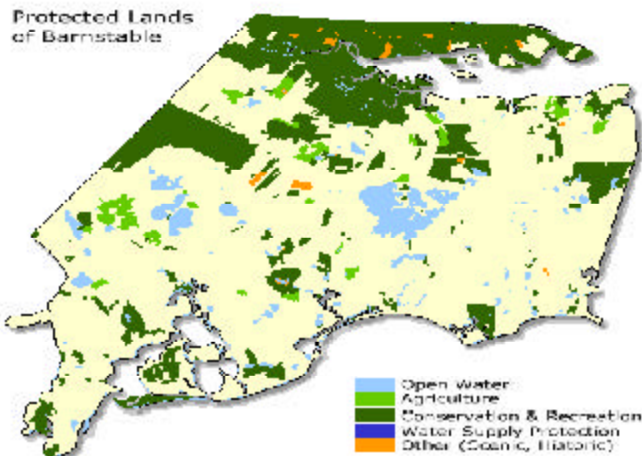 Protected Lands
of Barnstable
Open Water
Agriculture
Conservation & Recreation
Water Supply Protection
Other (Scenic, Historic)